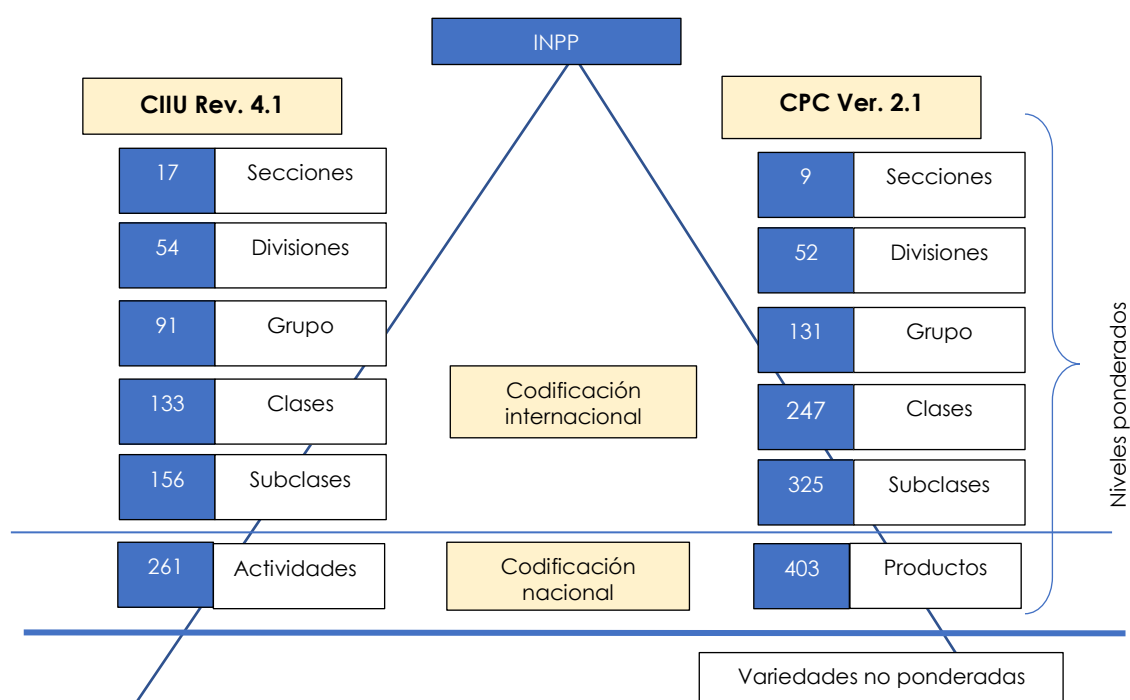 INPP
CIIU Rev. 4.1
CPC Ver. 2.1
17 Secciones
9 Secciones
54 Divisiones
52 Divisiones
91 Grupo
131 Grupo
133 Clases
Codificación
internacional
247 Clases
156 Subclases
325 Subclases
Niveles ponderados
261 Actividades
Codificación
nacional
403 Productos
Variedades no ponderadas